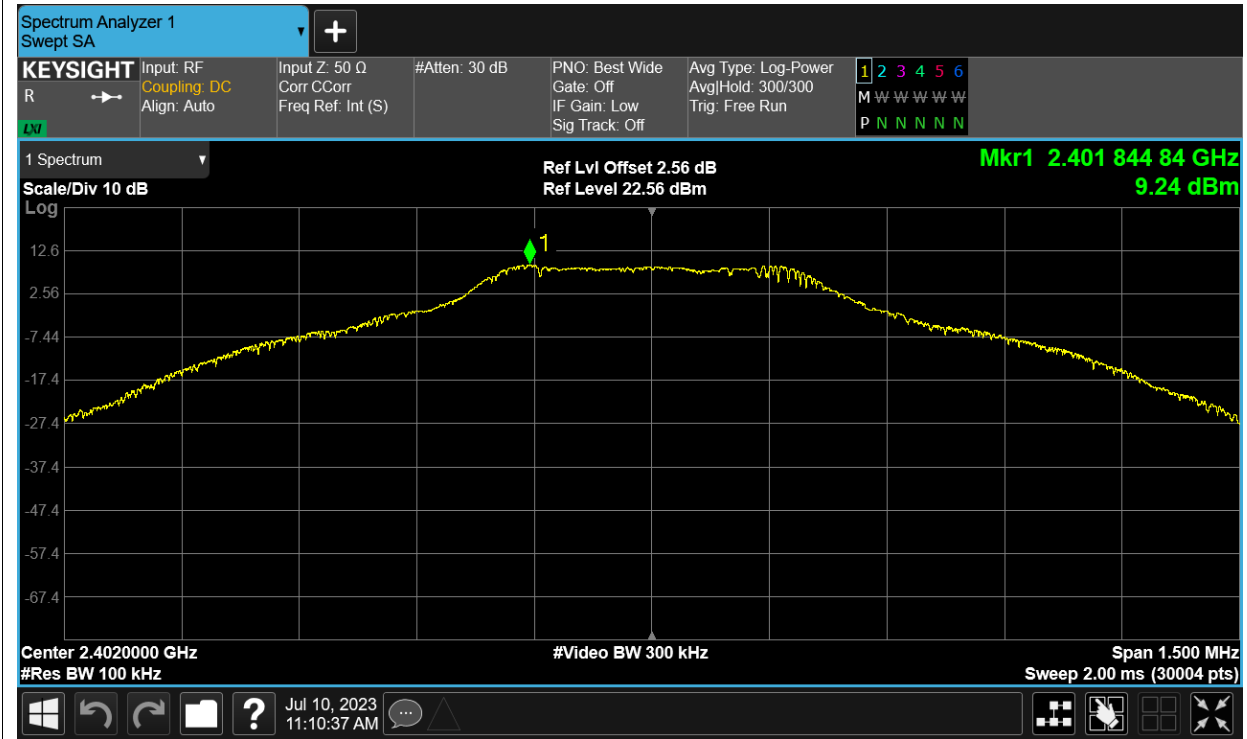 Spectrum Analyzer 1
Swept SA
KEYSIGHT
R
LXI
Input: RF
Coupling: DC
Align: Auto
Input Z: 50 Ω
Corr CCorr
Freq Ref: Int (S)
#Atten: 30 dB
PNO: Best Wide
Gate: Off
IF Gain: Low
Sig Track: Off
Avg Type: Log-Power
Avg|Hold: 300/300
Trig: Free Run
1 2 3 4 5 6
M W W W W W
P N N N N N
1 Spectrum
Scale/Div 10 dB
Log
Ref Lvl Offset 2.56 dB
Ref Level 22.56 dBm
Mkr1 2.401 844 84 GHz
9.24 dBm
1
12.6
2.56
-7.44
-17.4
-27.4
-37.4
-47.4
-57.4
-67.4
Center 2.4020000 GHz
#Video BW 300 kHz
Span 1.500 MHz
#Res BW 100 kHz
Sweep 2.00 ms (30004 pts)
?
Jul 10, 2023
11:10:37 AM